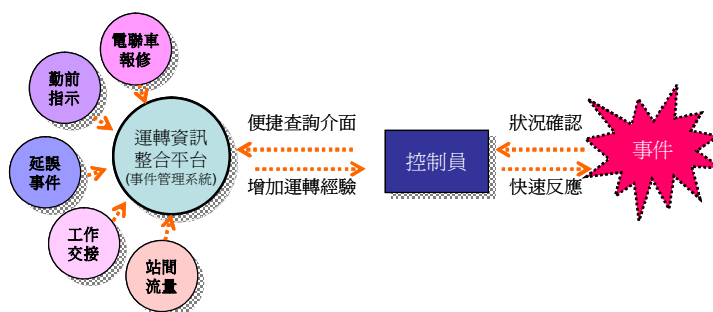 電聯車
報修
勤前
指示
延誤
事件
工作
交接
站間
流量
運轉資訊
整合平台
(事件管理系統)
便捷查詢介面
增加運轉經驗
控制員
狀況確認
快速反應
事件